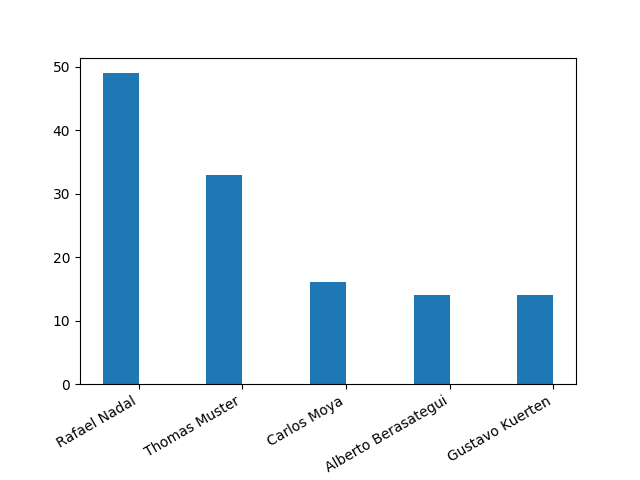 50
40
30
20
10
0
Rafael Nadal
Thomas Muster
Carlos Moya
Alberto Berasategui
Gustavo Kuerten